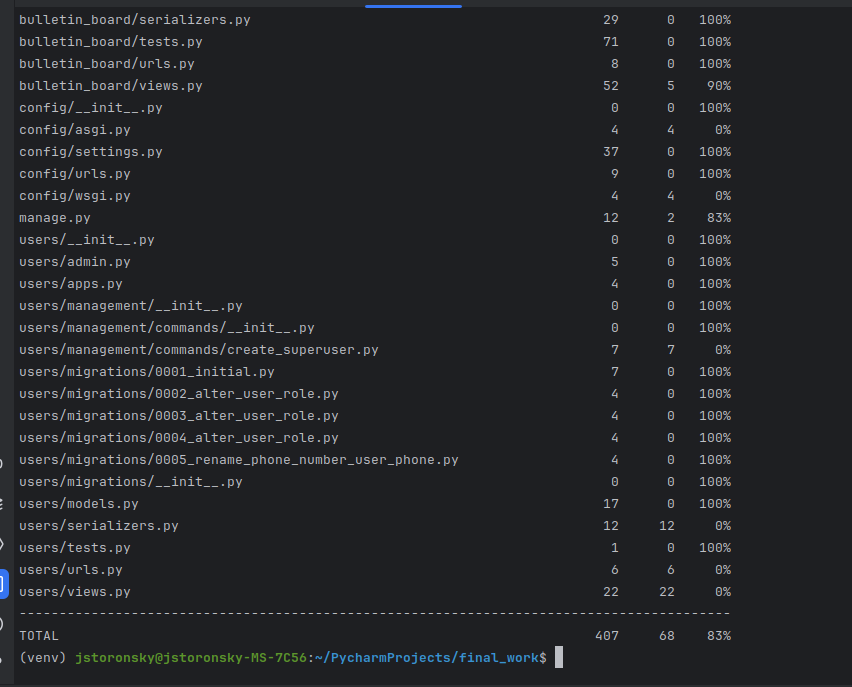 bulletin_board/serializers.py 29 0 100%
bulletin_board/tests.py 71 0 100%
bulletin_board/urls.py 8 0 100%
bulletin_board/views.py 52 5 90%
config/__init__.py 0 0 100%
config/asgi.py 4 4 0%
config/settings.py 37 0 100%
config/urls.py 9 0 100%
config/wsgi.py 4 4 0%
manage.py 12 2 83%
users/__init__.py 0 0 100%
users/admin.py 5 0 100%
users/apps.py 4 0 100%
users/management/__init__.py 0 0 100%
users/management/commands/__init__.py 0 0 100%
users/management/commands/create_superuser.py 7 7 0%
users/migrations/0001_initial.py 7 0 100%
users/migrations/0002_alter_user_role.py 4 0 100%
users/migrations/0003_alter_user_role.py 4 0 100%
users/migrations/0004_alter_user_role.py 4 0 100%
users/migrations/0005_rename_phone_number_user_phone.py 4 0 100%
users/migrations/__init__.py 0 0 100%
users/models.py 17 0 100%
users/serializers.py 12 12 0%
users/tests.py 1 0 100%
users/urls.py 6 6 0%
users/views.py 22 22 0%
-----------------------------------------------------------------------------------------
TOTAL 407 68 83%
(venv) jstoronsky@jstoronsky-MS-7C56:~/PycharmProjects/final_work$